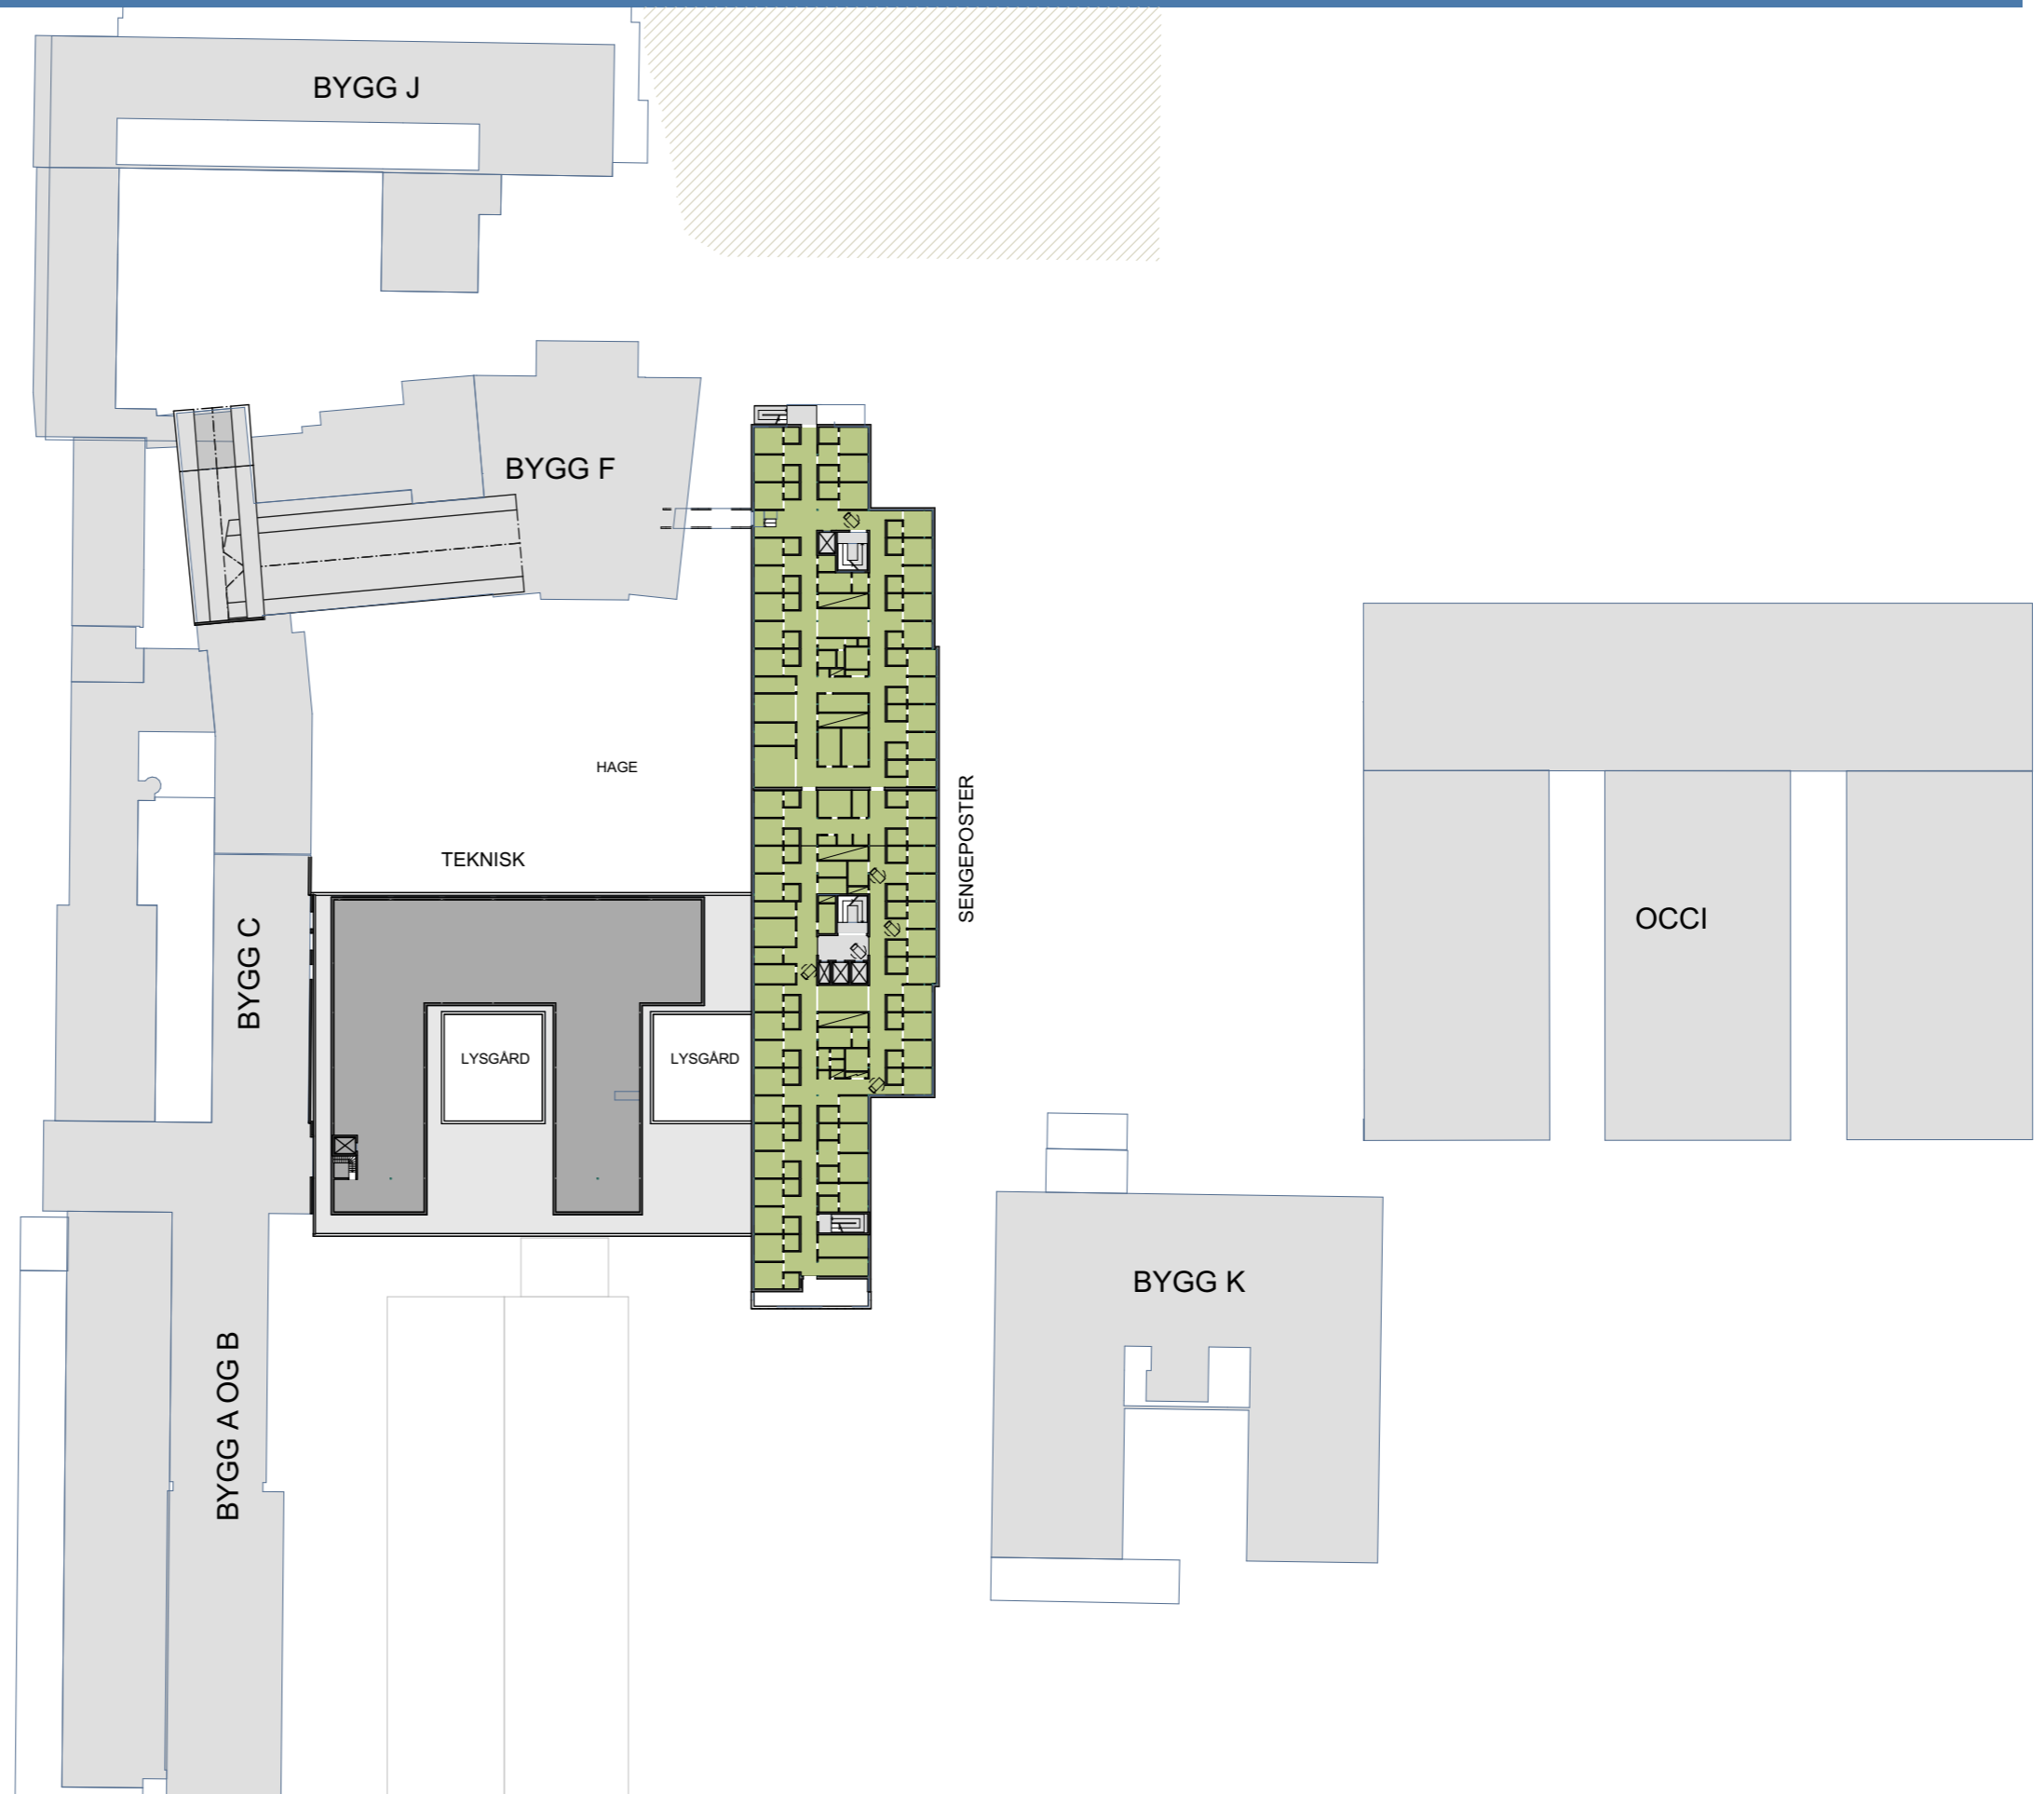 BYGG J
BYGG F
HAGE
SENGEPOSTER
TEKNISK
BYGG C
OCCI
LYSGÅRD
LYSGÅRD
BYGG K
BYGG A OG B